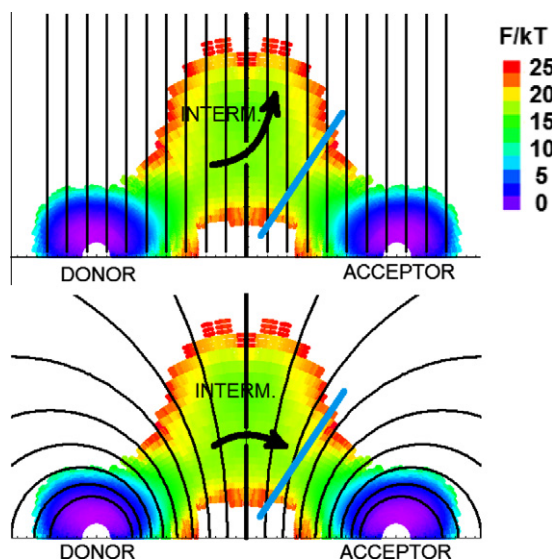 F/kT
25
20
15
10
5
0
INTERM.
DONOR ACCEPTOR
INTERM.
DONOR ACCEPTOR